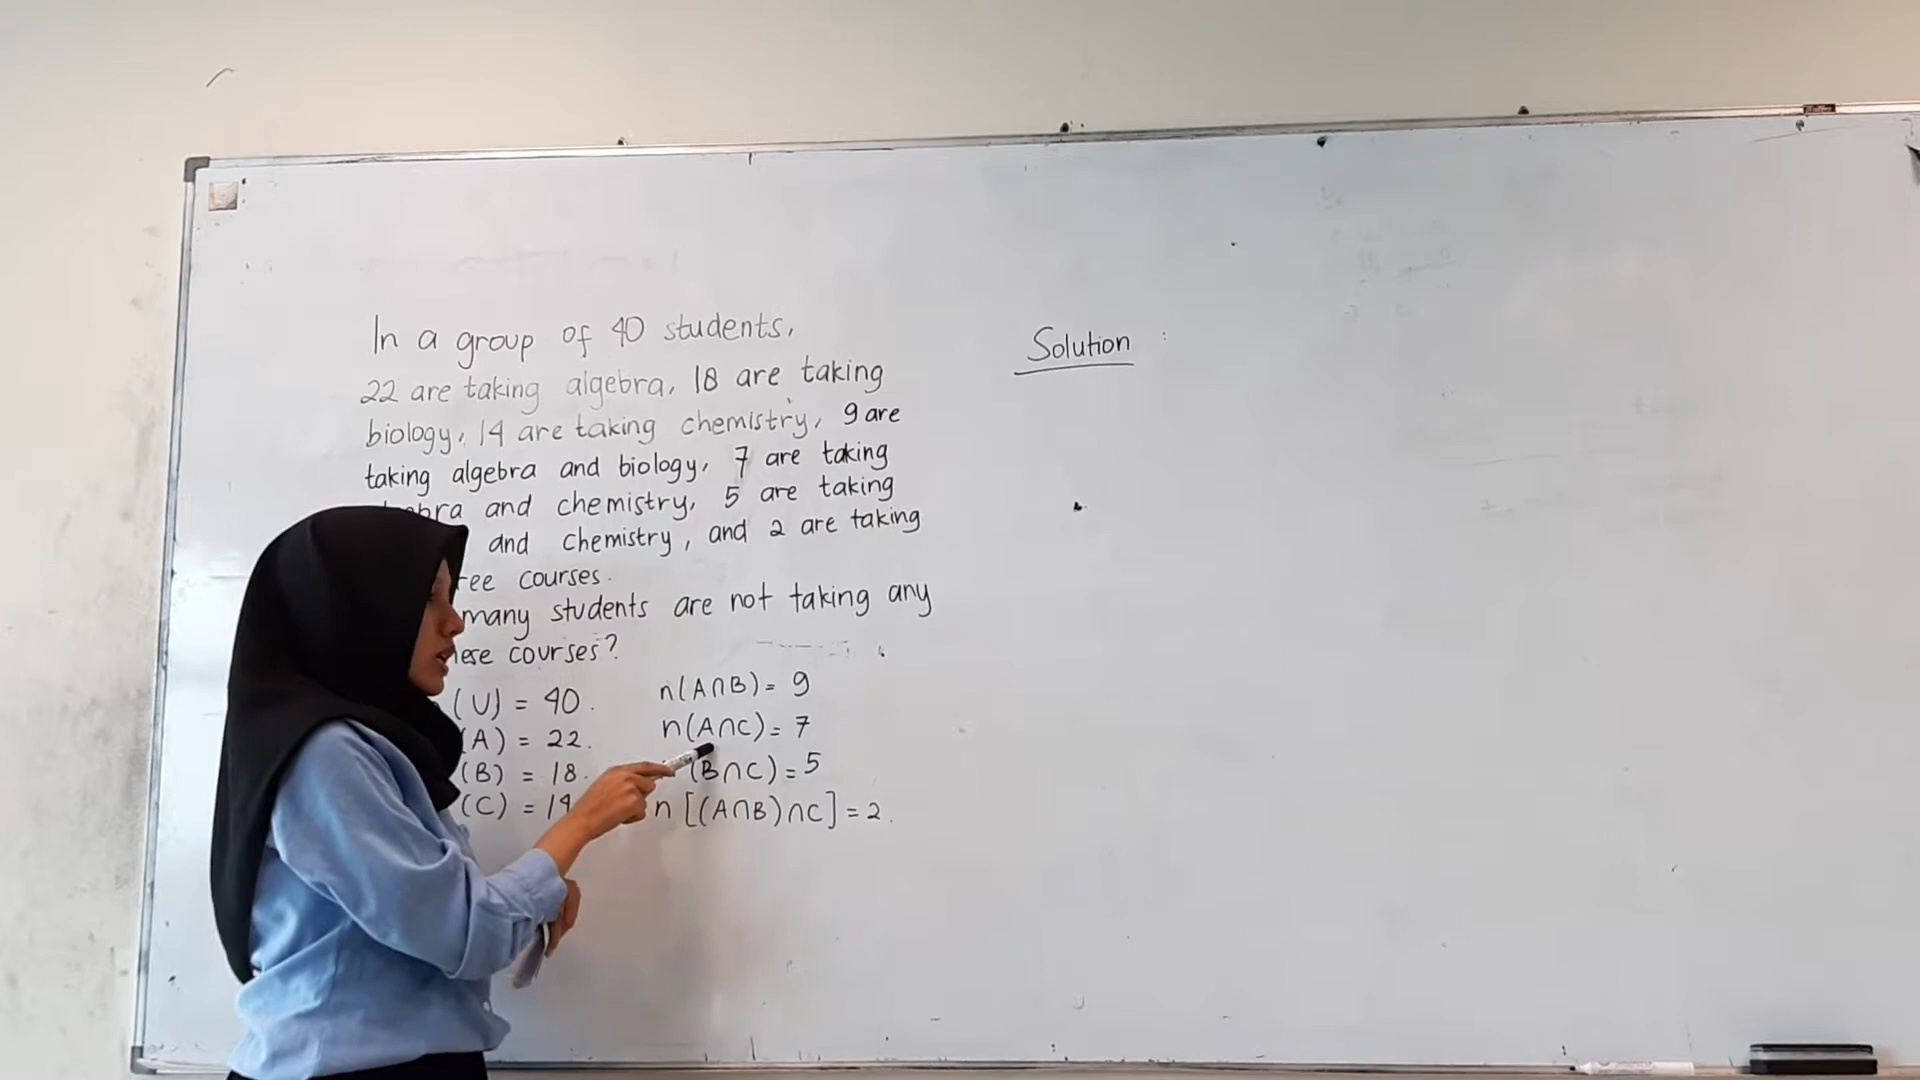 In a group of 40 students,
22 are taking algebra, 18 are taking
biology, 14 are taking chemistry, 9 are
taking algebra and biology, 7 are taking
and chemistry, 5 are taking
and chemistry, and 2 are taking
courses.
many students are not taking any
courses?
(U) = 40.
(A) = 22.
(B) = 18.
(C) = 14
n(A∩B) = 9
n(A∩C) = 7
(B∩C) = 5
n[(A∩B)∩C] = 2.
Solution :